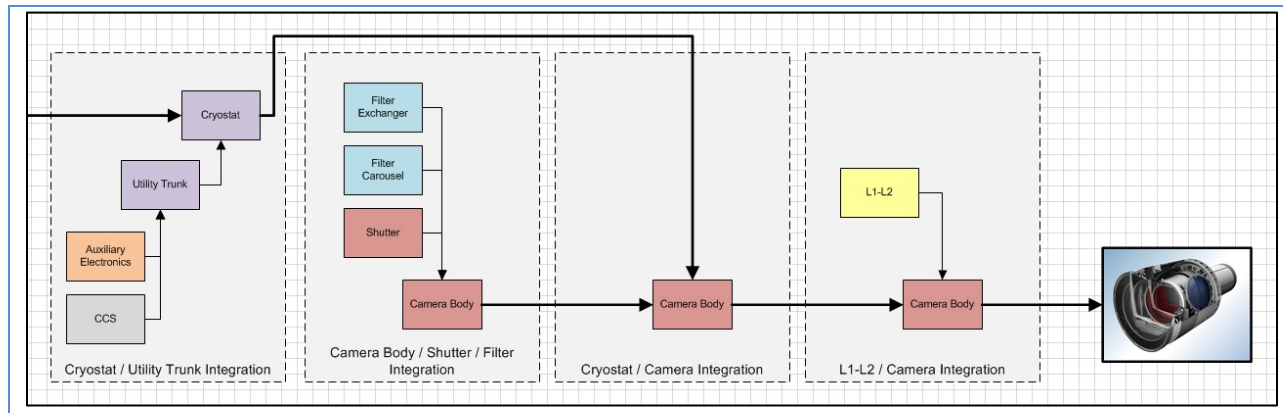 Cryostat
Utility Trunk
Auxiliary
Electronics
CCS
Cryostat / Utility Trunk Integration
Filter
Exchanger
Filter
Carousel
Shutter
Camera Body
Camera Body / Shutter / Filter
Integration
Camera Body
Cryostat / Camera Integration
L1-L2
Camera Body
L1-L2 / Camera Integration